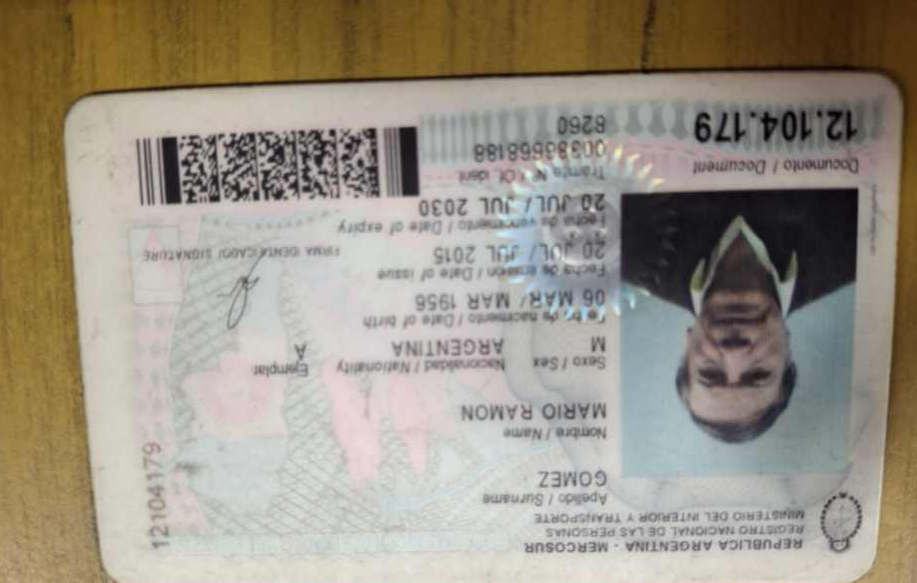 REPUBLICA ARGENTINA - MERCOSUR
REGISTRO NACIONAL DE LAS PERSONAS
MINISTERIO DEL INTERIOR Y TRANSPORTE
Apellido / Surname
GOMEZ
Nombre / Name
MARIO RAMON
Sexo / Sex Nacionalidad / Nationality Ejemplar
M ARGENTINA A
Fecha de nacimiento / Date of birth
06 MAR/ MAR 1956
Fecha de emisión / Date of issue
20 JUL/ JUL 2015
FIRMA IDENTIFICADO/ SIGNATURE
Fecha de vencimiento / Date of expiry
20 JUL/ JUL 2030
Trámite Nº / Of. ident
00383668188
6260
Documento / Document
12.104.179
12104179